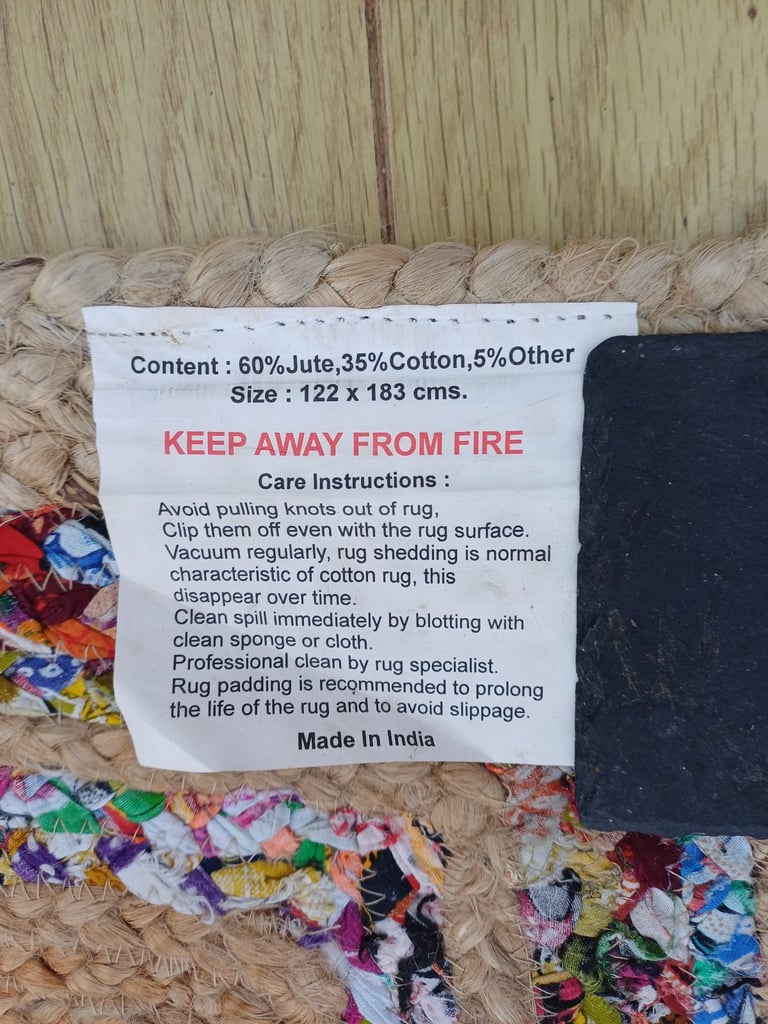 Content : 60%Jute,35%Cotton,5%Other
Size : 122 x 183 cms.
KEEP AWAY FROM FIRE
Care Instructions :
Avoid pulling knots out of rug,
Clip them off even with the rug surface.
Vacuum regularly, rug shedding is normal
characteristic of cotton rug, this
disappear over time.
Clean spill immediately by blotting with
clean sponge or cloth.
Professional clean by rug specialist.
Rug padding is recommended to prolong
the life of the rug and to avoid slippage.
Made In India